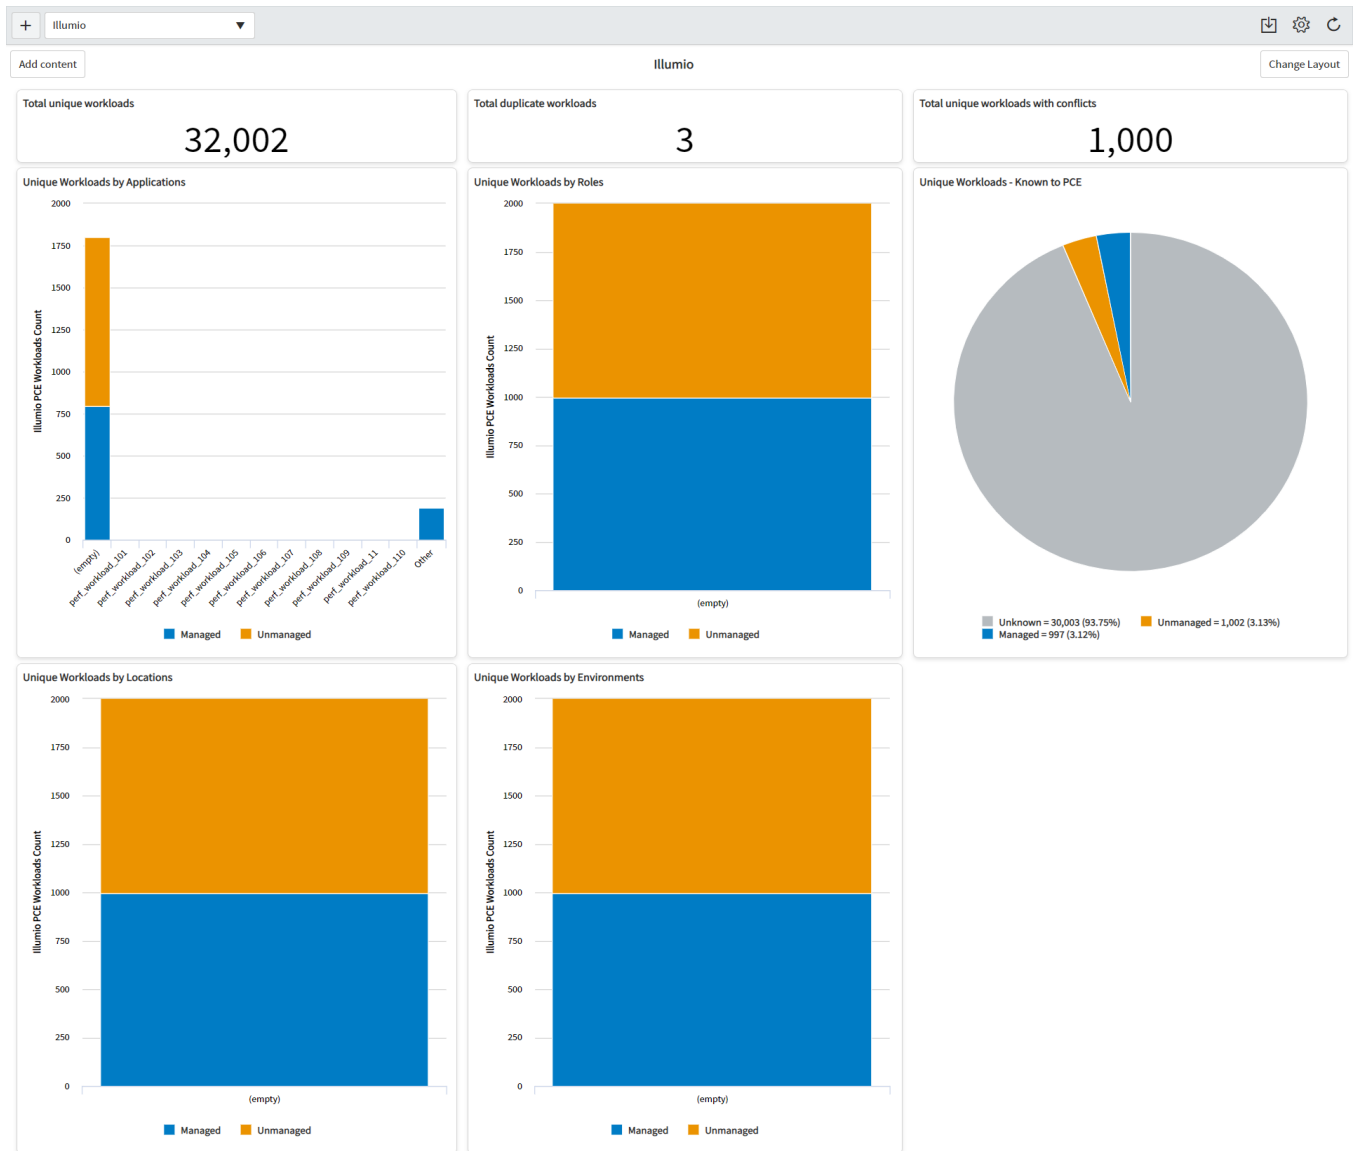 + Illumio ▼
Add content
Illumio
Change Layout
Total unique workloads
32,002
Total duplicate workloads
3
Total unique workloads with conflicts
1,000
Unique Workloads by Applications
Illumio PCE Workloads Count
2000
1750
1500
1250
1000
750
500
250
0
(empty)
perf_workload_101
perf_workload_102
perf_workload_103
perf_workload_104
perf_workload_105
perf_workload_106
perf_workload_107
perf_workload_108
perf_workload_109
perf_workload_11
perf_workload_110
Other
Managed Unmanaged
Unique Workloads by Roles
Illumio PCE Workloads Count
2000
1750
1500
1250
1000
750
500
250
0
(empty)
Managed Unmanaged
Unique Workloads - Known to PCE
Unknown = 30,003 (93.75%) Unmanaged = 1,002 (3.13%)
Managed = 997 (3.12%)
Unique Workloads by Locations
Illumio PCE Workloads Count
2000
1750
1500
1250
1000
750
500
250
0
(empty)
Managed Unmanaged
Unique Workloads by Environments
Illumio PCE Workloads Count
2000
1750
1500
1250
1000
750
500
250
0
(empty)
Managed Unmanaged